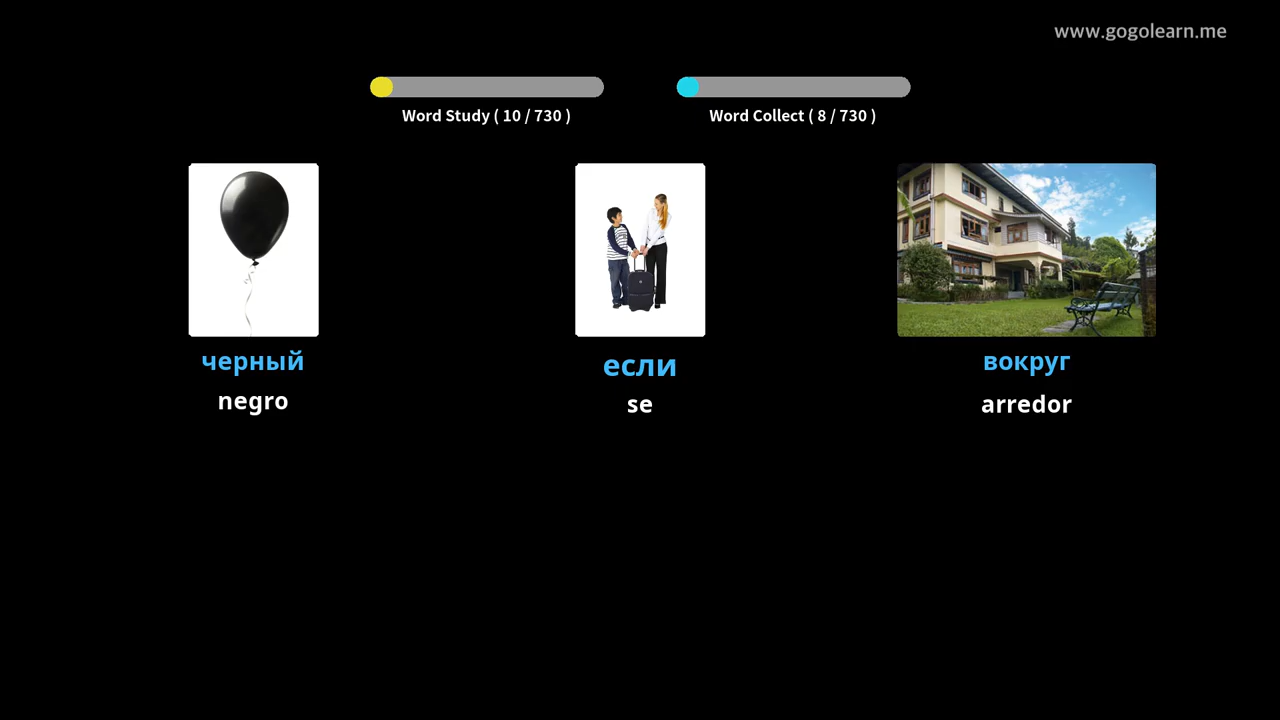 www.gogolearn.me
Word Study ( 10 / 730 )
Word Collect ( 8 / 730 )
черный
negro
если
se
вокруг
arredor